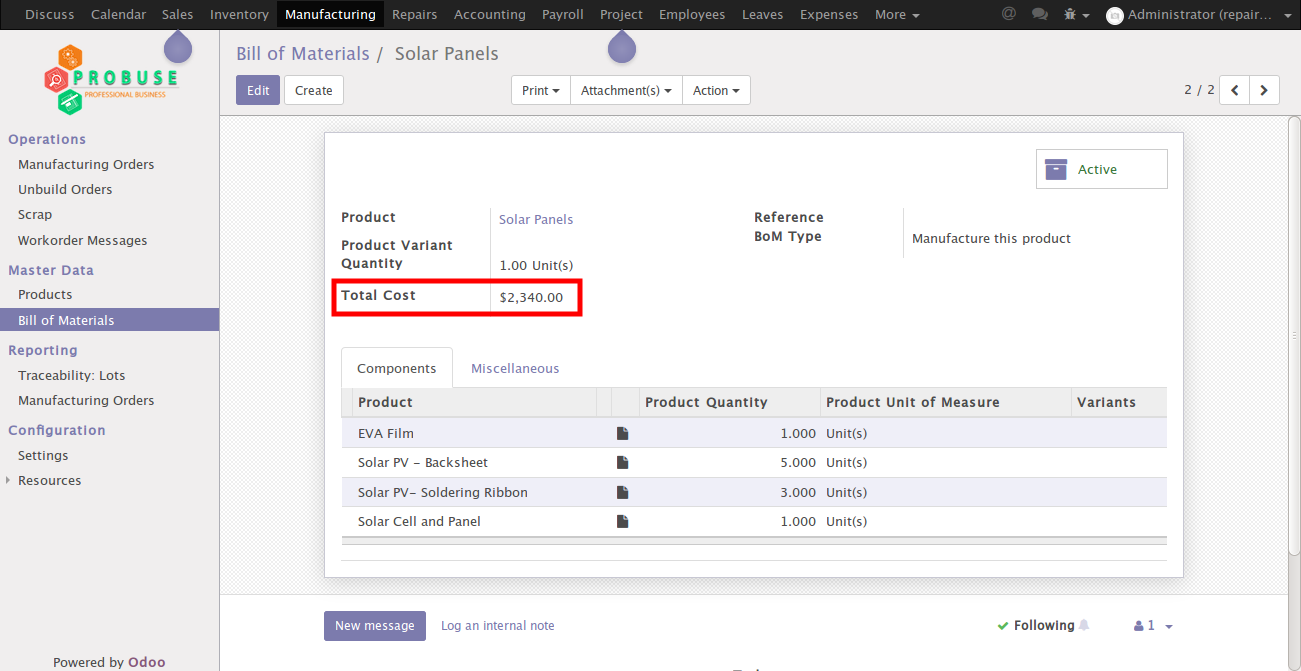 Discuss Calendar Sales Inventory Manufacturing Repairs Accounting Payroll Project Employees Leaves Expenses More @ Administrator (repair...
PROBUSE
PROFESSIONAL BUSINESS
Bill of Materials / Solar Panels
Edit Create Print Attachment(s) Action 2 / 2
Operations
Manufacturing Orders
Unbuild Orders
Scrap
Workorder Messages
Master Data
Products
Bill of Materials
Reporting
Traceability: Lots
Manufacturing Orders
Configuration
Settings
Resources
Powered by Odoo
Active
Product Solar Panels
Product Variant
Quantity 1.00 Unit(s)
Total Cost $2,340.00
Reference
BoM Type Manufacture this product
Components Miscellaneous
Product Product Quantity Product Unit of Measure Variants
EVA Film 1.000 Unit(s)
Solar PV - Backsheet 5.000 Unit(s)
Solar PV- Soldering Ribbon 3.000 Unit(s)
Solar Cell and Panel 1.000 Unit(s)
New message Log an internal note Following 1